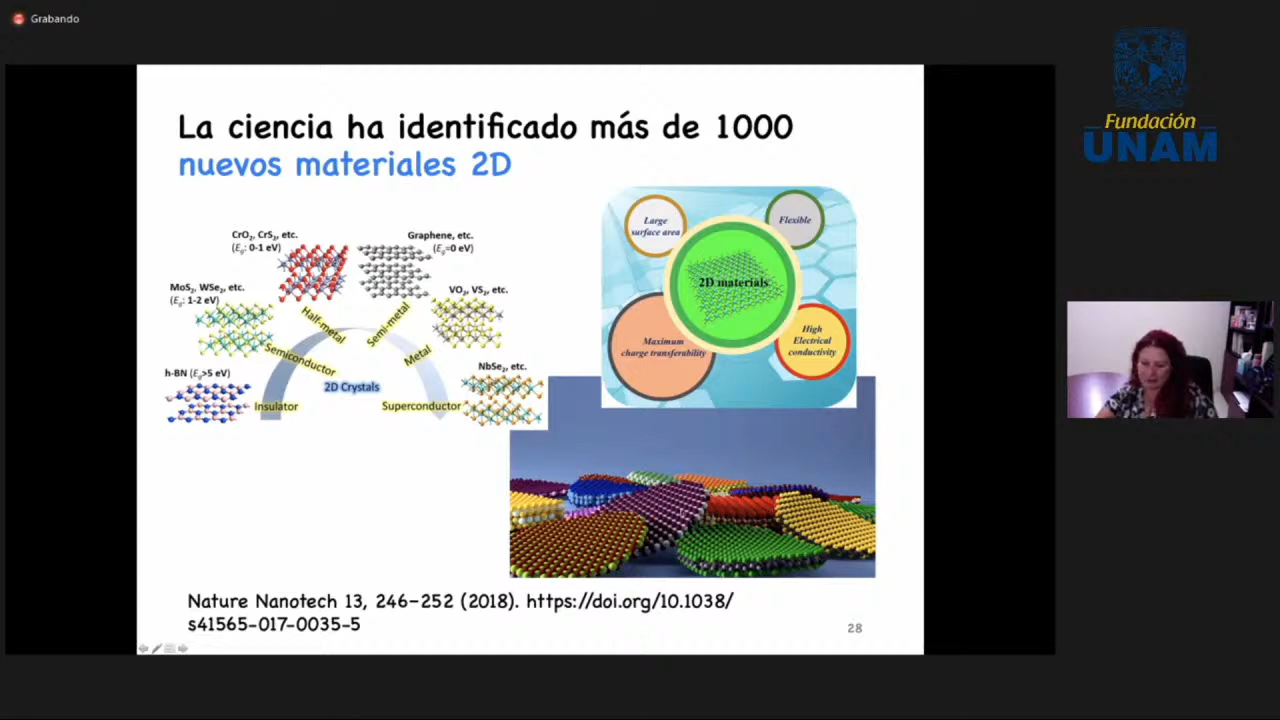 Grabando
Fundación
UNAM
La ciencia ha identificado más de 1000
nuevos materiales 2D
CrO₂, CrS₂, etc.
(Eg: 0-1 eV)
Graphene, etc.
(Eg=0 eV)
MoS₂, WSe₂, etc.
(Eg: 1-2 eV)
VO₂, VS₂, etc.
Half-metal
Semi-metal
Semiconductor
Metal
h-BN (Eg>5 eV)
NbSe₂, etc.
2D Crystals
Insulator
Superconductor
Large
surface area
Flexible
2D materials
Maximum
charge transferability
High
Electrical
conductivity
Nature Nanotech 13, 246–252 (2018). https://doi.org/10.1038/
s41565-017-0035-5
28